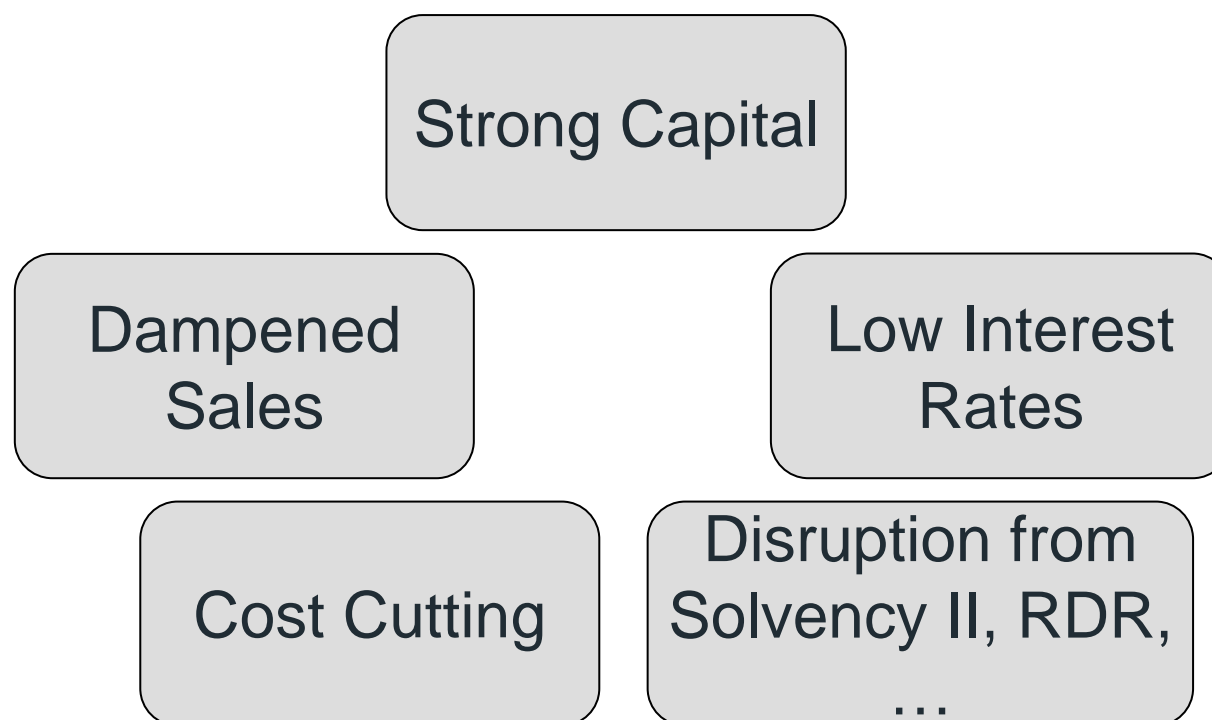 Strong Capital
Dampened
Sales
Low Interest
Rates
Cost Cutting
Disruption from
Solvency II, RDR,
…